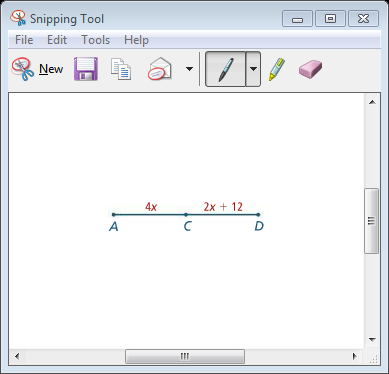 Snipping Tool
File Edit Tools Help
New
4x 2x + 12
A C D